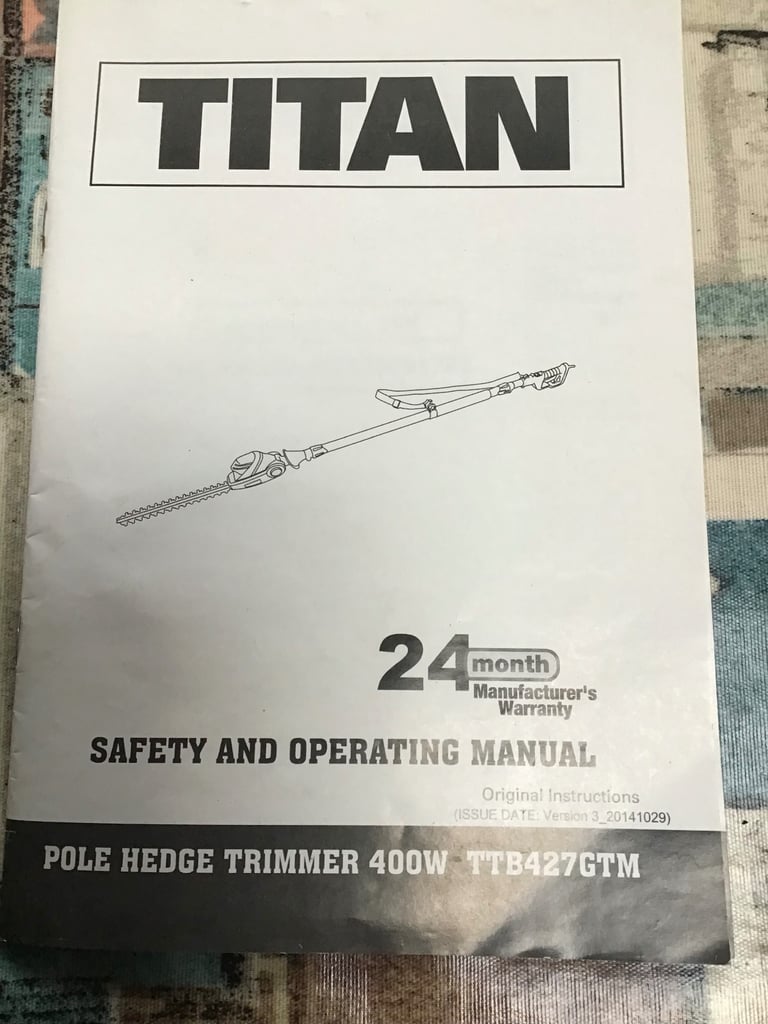 TITAN
24 month
Manufacturer's
Warranty
SAFETY AND OPERATING MANUAL
Original Instructions
(ISSUE DATE: Version 3_20141029)
POLE HEDGE TRIMMER 400W TTB427GTM